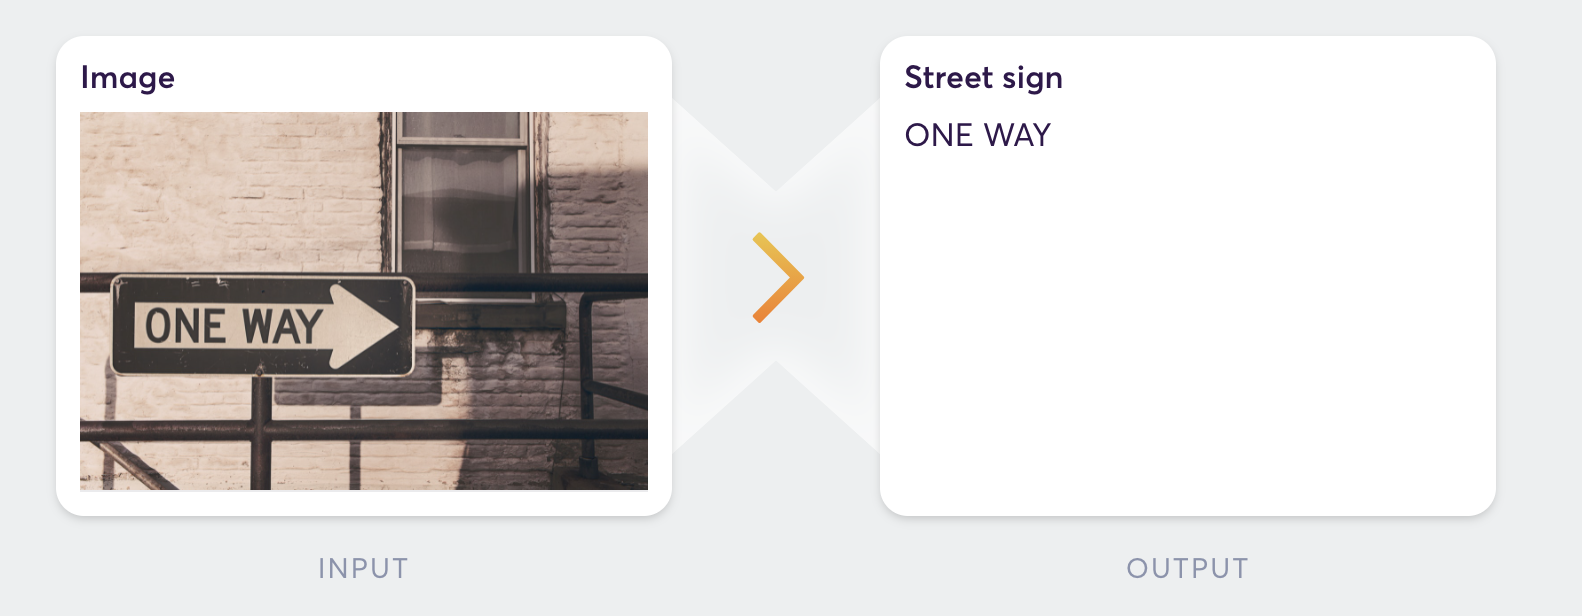 Image
ONE WAY
INPUT
Street sign
ONE WAY
OUTPUT